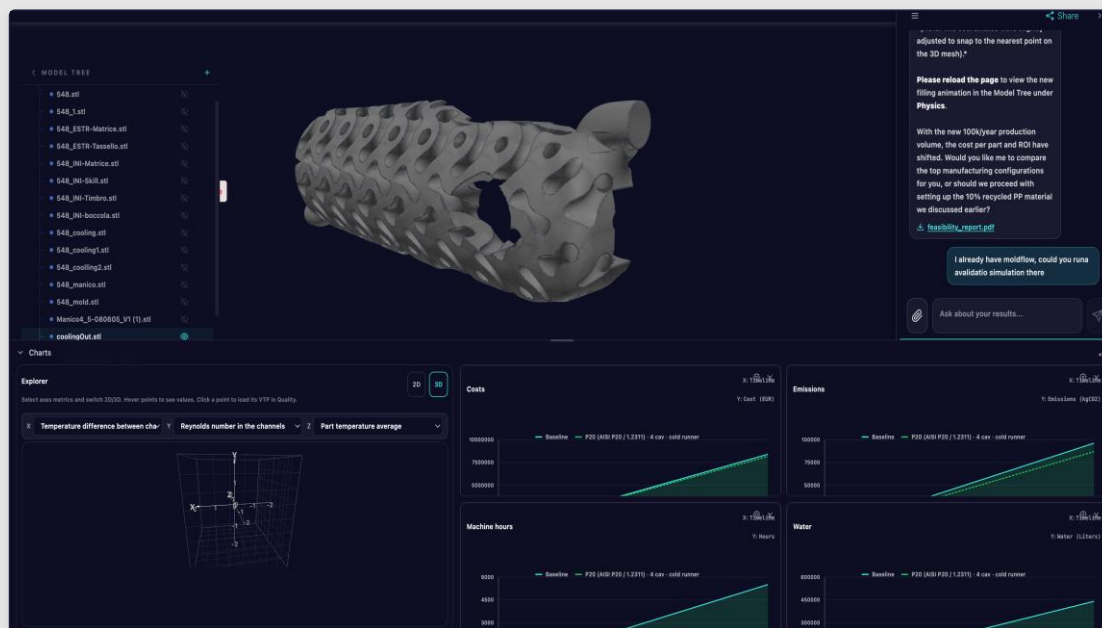 Share
adjusted to snap to the nearest point on
the 3D mesh).*
Please reload the page to view the new
filling animation in the Model Tree under
Physics.
With the new 100k/year production
volume, the cost per part and ROI have
shifted. Would you like me to compare
the top manufacturing configurations
for you, or should we proceed with
setting up the 10% recycled PP material
we discussed earlier?
feasibility_report.pdf
I already have moldflow, could you runa
avalidatio simulation there
Ask about your results...
MODEL TREE
548.stl
548_1.stl
548_ESTR-Matrice.stl
548_ESTR-Tassello.stl
548_INI-Matrice.stl
548_INI-Skill.stl
548_INI-Timbro.stl
548_INI-boccola.stl
548_cooling.stl
548_cooling1.stl
548_coolling2.stl
548_manico.stl
548_mold.stl
Manico4_5-080605_V1 (1).stl
coolingOut.stl
Charts
Explorer
2D 3D
Select axes metrics and switch 2D/3D. Hover points to see values. Click a point to load its VTP in Quality.
X Temperature difference between cha
Y Reynolds number in the channels
Z Part temperature average
Y
Z
X
Costs
X: Timeline
Y: Cost (EUR)
Baseline P20 (AISI P20 / 1.2311) · 4 cav · cold runner
10000000
7500000
5000000
Emissions
X: Timeline
Y: Emissions (kgCO2)
Baseline P20 (AISI P20 / 1.2311) · 4 cav · cold runner
100000
75000
50000
Machine hours
X: Timeline
Y: Hours
Baseline P20 (AISI P20 / 1.2311) · 4 cav · cold runner
6000
4500
3000
Water
X: Timeline
Y: Water (Liters)
Baseline P20 (AISI P20 / 1.2311) · 4 cav · cold runner
600000
450000
300000